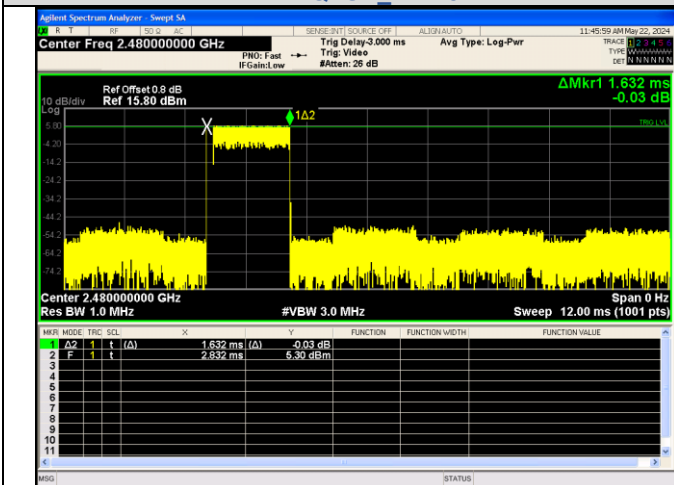 Agilent Spectrum Analyzer - Swept SA
R T RF 50 Ω AC SENSE:INT SOURCE OFF ALIGN AUTO 11:45:59 AM May 22, 2024
Center Freq 2.480000000 GHz
PNO: Fast
IFGain:Low
Trig Delay-3.000 ms
Trig: Video
#Atten: 26 dB
Avg Type: Log-Pwr
TRACE 1 2 3 4 5 6
TYPE
DET N N N N N N
ΔMkr1 1.632 ms
-0.03 dB
Ref Offset 0.8 dB
10 dB/div Ref 15.80 dBm
Log
1Δ2
5.80
TRIG LVL
-4.20
-14.2
-24.2
-34.2
-44.2
-54.2
-64.2
-74.2
Center 2.480000000 GHz Span 0 Hz
Res BW 1.0 MHz #VBW 3.0 MHz Sweep 12.00 ms (1001 pts)
MKR MODE TRC SCL X Y FUNCTION FUNCTION WIDTH FUNCTION VALUE
1 Δ2 1 t (Δ) 1.632 ms (Δ) -0.03 dB
2 F 1 t 2.832 ms 5.30 dBm
3
4
5
6
7
8
9
10
11
MSG STATUS